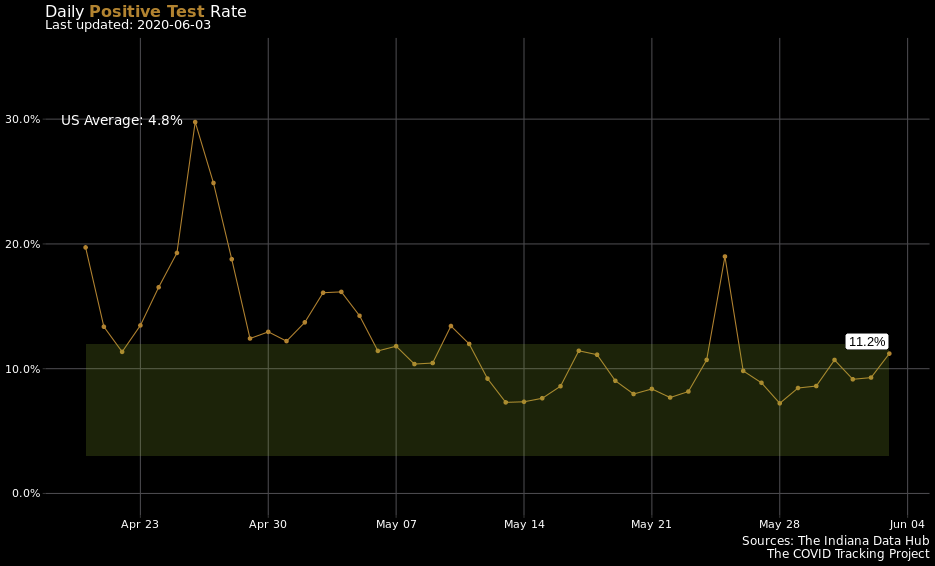 Daily Positive Test Rate
Last updated: 2020-06-03
30.0%
US Average: 4.8%
20.0%
11.2%
10.0%
0.0%
Apr 23
Apr 30
May 07
May 14
May 21
May 28
Jun 04
Sources: The Indiana Data Hub
The COVID Tracking Project